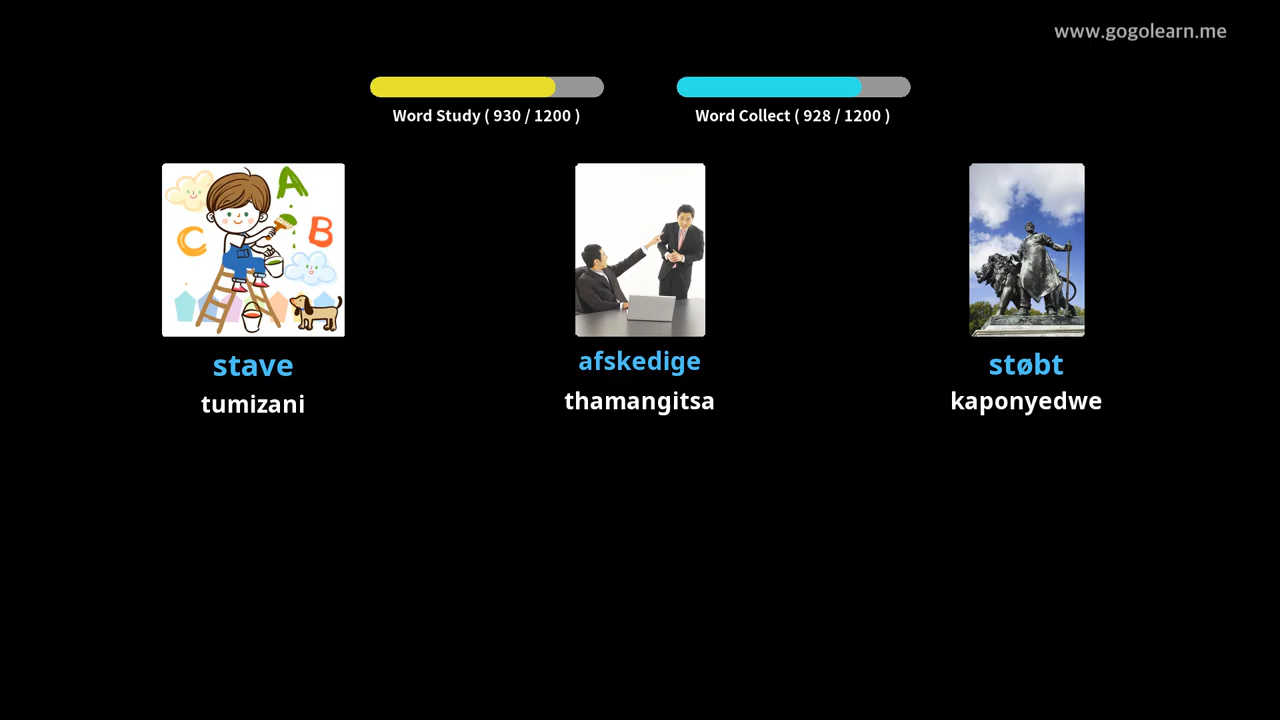 www.gogolearn.me
Word Study ( 930 / 1200 )
Word Collect ( 928 / 1200 )
A
B
C
stave
tumizani
afskedige
thamangitsa
støbt
kaponyedwe